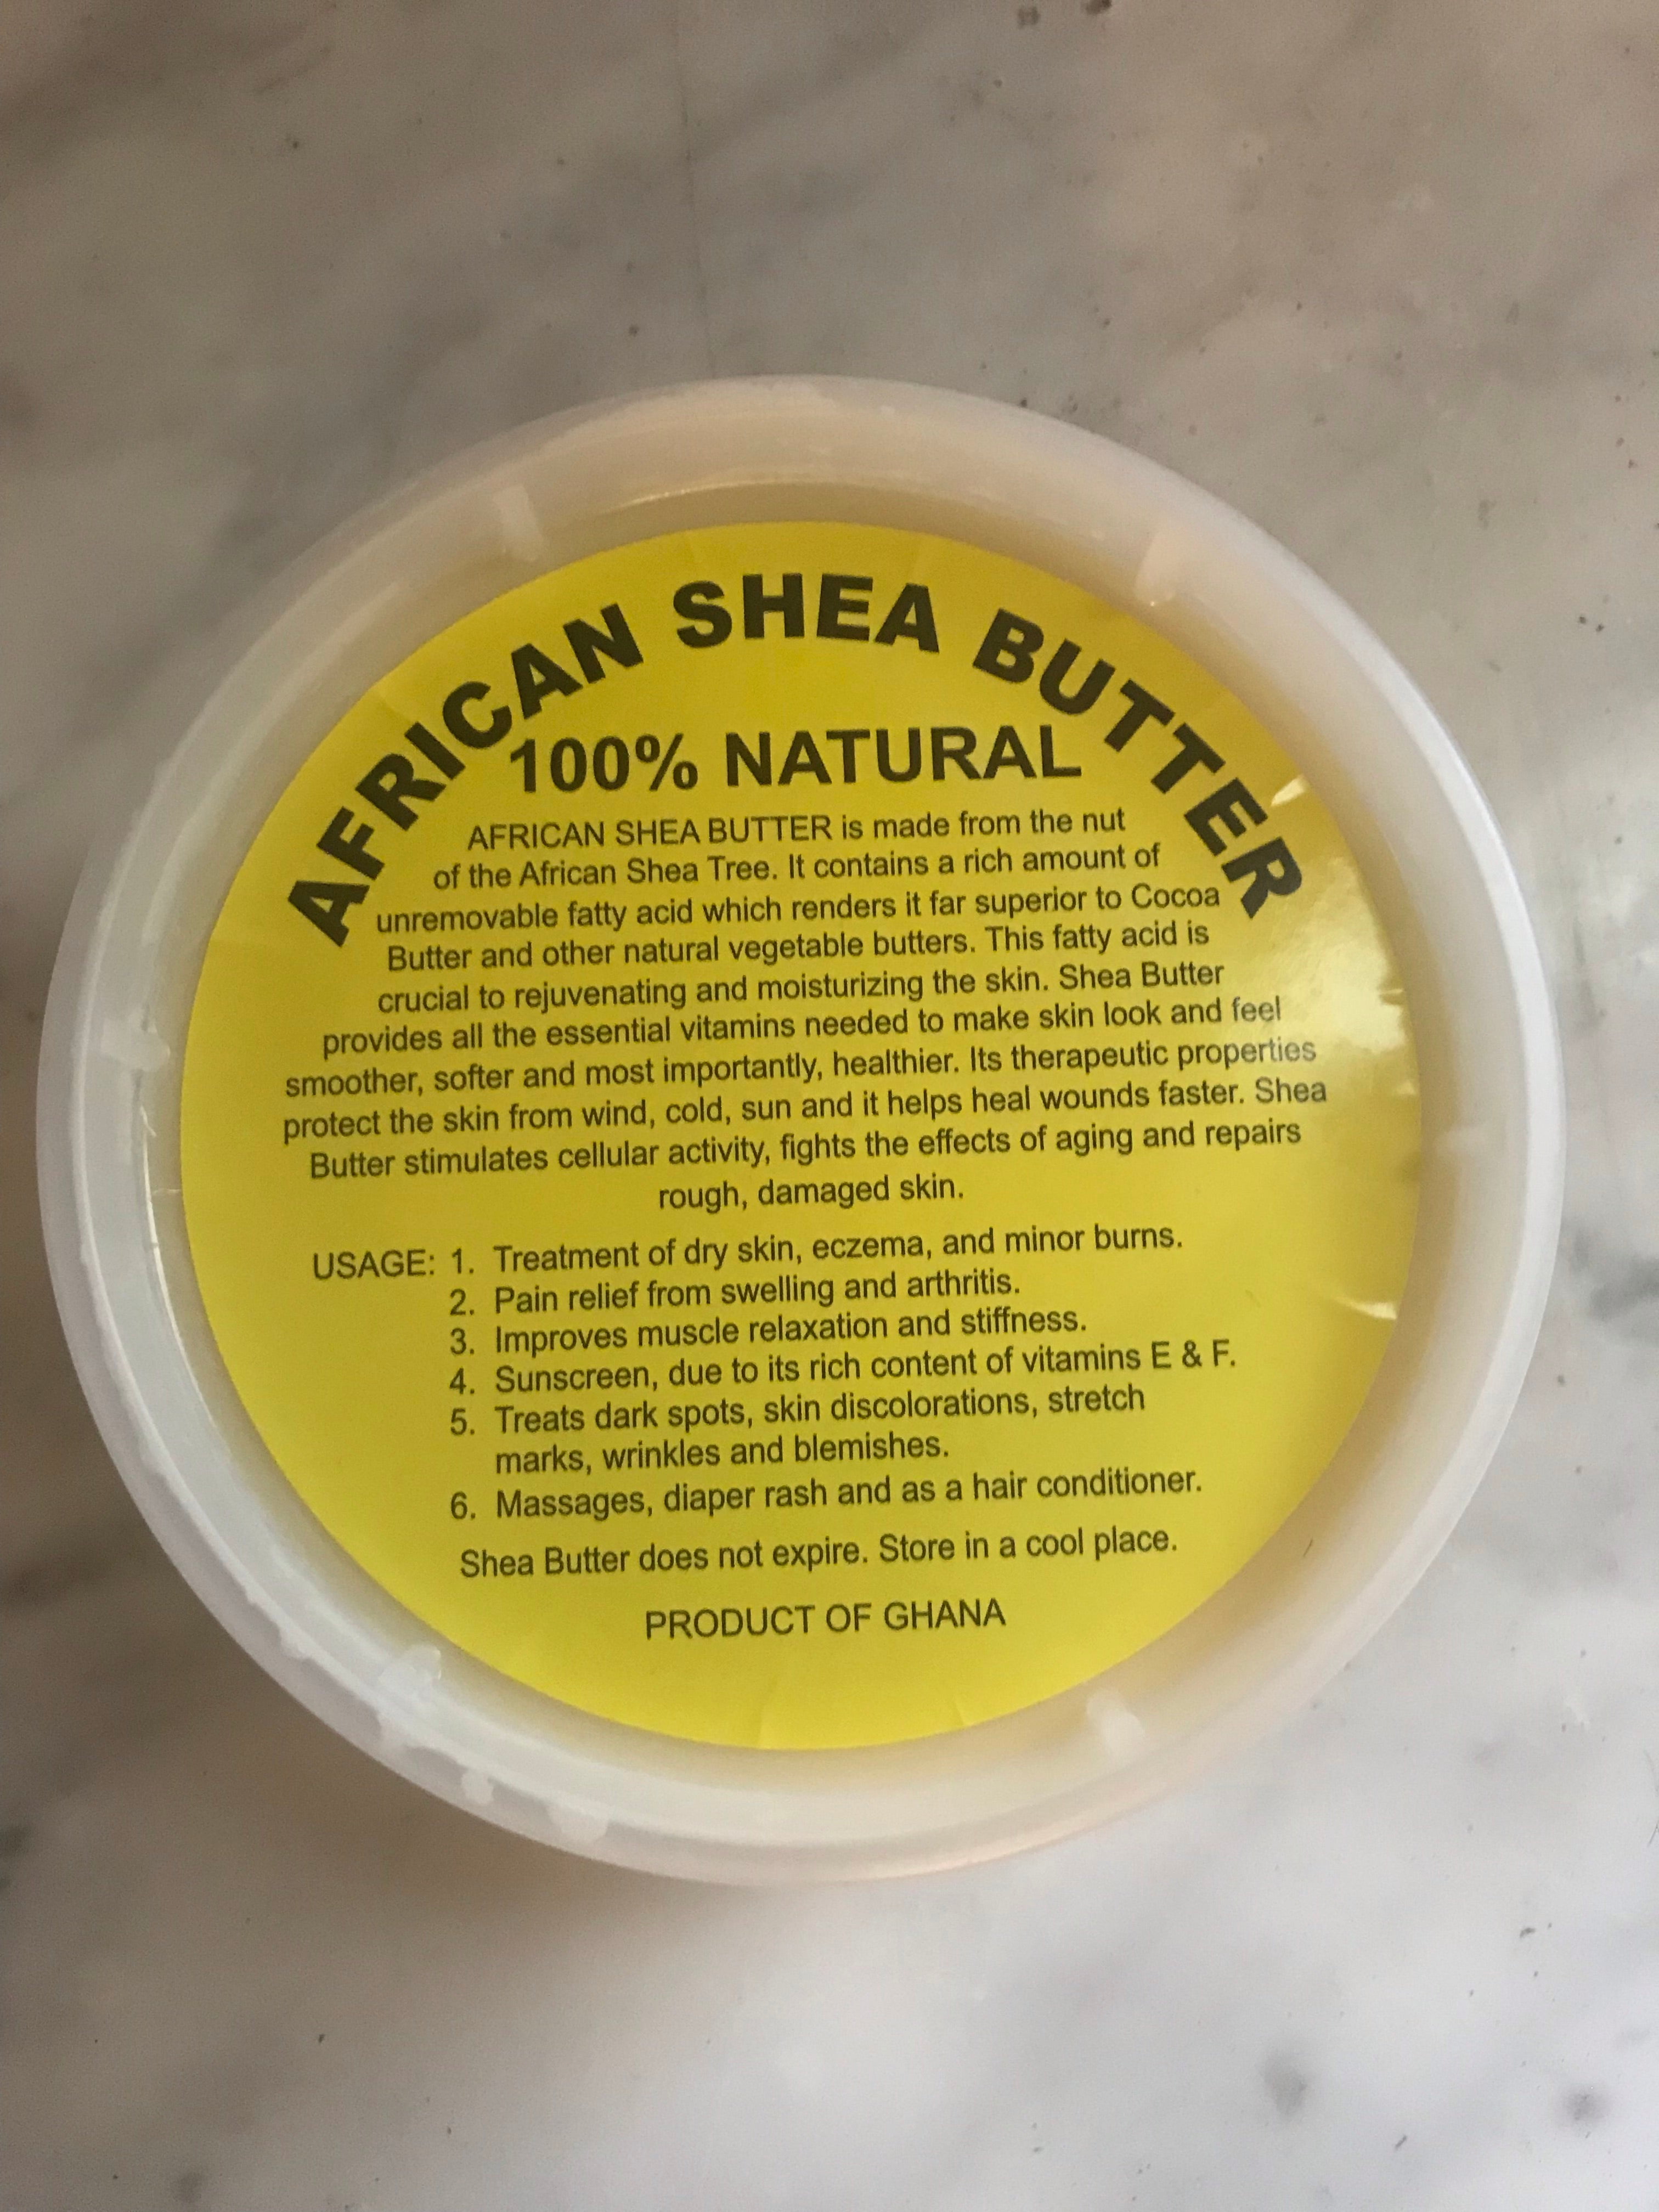 AFRICAN SHEA BUTTER
100% NATURAL
AFRICAN SHEA BUTTER is made from the nut
of the African Shea Tree. It contains a rich amount of
unremovable fatty acid which renders it far superior to Cocoa
Butter and other natural vegetable butters. This fatty acid is
crucial to rejuvenating and moisturizing the skin. Shea Butter
provides all the essential vitamins needed to make skin look and feel
smoother, softer and most importantly, healthier. Its therapeutic properties
protect the skin from wind, cold, sun and it helps heal wounds faster. Shea
Butter stimulates cellular activity, fights the effects of aging and repairs
rough, damaged skin.
USAGE: 1. Treatment of dry skin, eczema, and minor burns.
2. Pain relief from swelling and arthritis.
3. Improves muscle relaxation and stiffness.
4. Sunscreen, due to its rich content of vitamins E & F.
5. Treats dark spots, skin discolorations, stretch
marks, wrinkles and blemishes.
6. Massages, diaper rash and as a hair conditioner.
Shea Butter does not expire. Store in a cool place.
PRODUCT OF GHANA